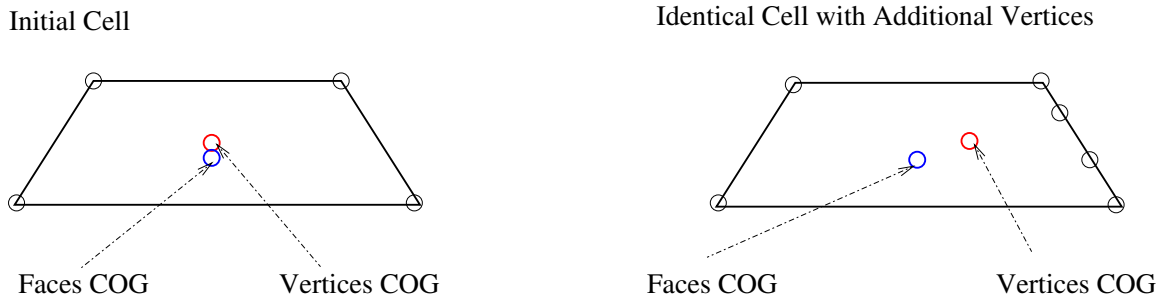 Initial Cell
Identical Cell with Additional Vertices
Faces COG
Vertices COG
Faces COG
Vertices COG